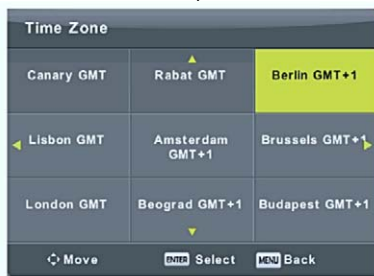 Time Zone
Canary GMT
Rabat GMT
Berlin GMT+1
Lisbon GMT
Amsterdam
GMT+1
Brussels GMT+1
London GMT
Beograd GMT+1
Budapest GMT+1
Move
ENTER Select
MENU Back